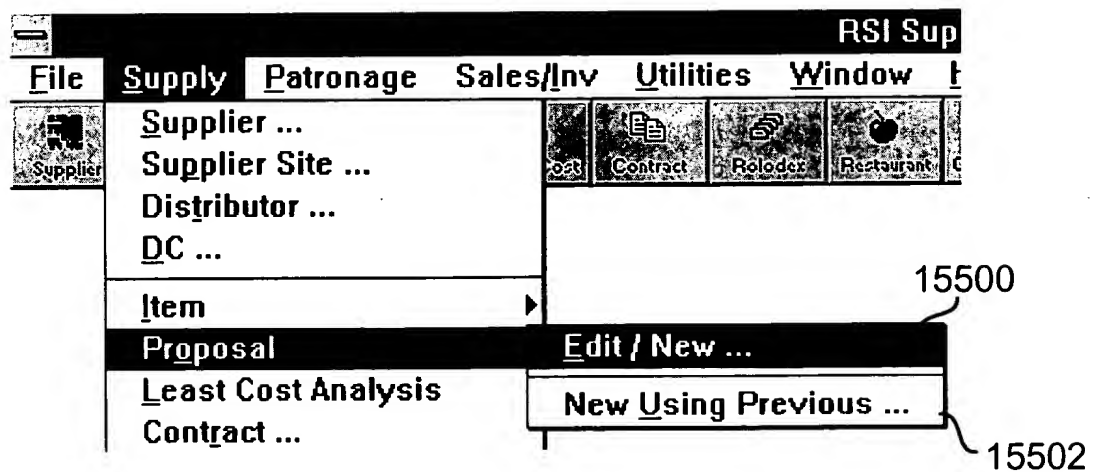 RSI Sup
File Supply Patronage Sales/Inv Utilities Window
Supplier Contract Rolodex Restaurant
Supplier ...
Supplier Site ...
Distributor ...
DC ...
15500
Item
Proposal Edit / New ...
Least Cost Analysis New Using Previous ...
Contract ...
15502